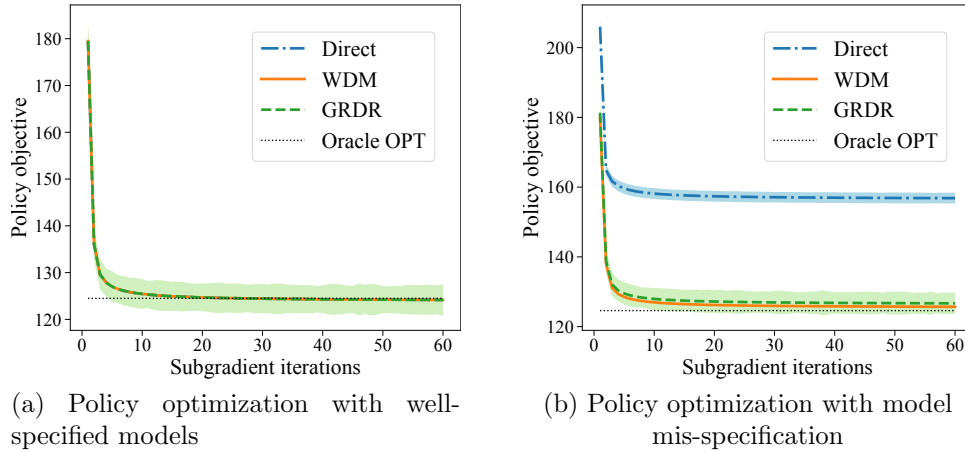 Policy objective
180
170
160
150
140
130
120
Direct
WDM
GRDR
Oracle OPT
0 10 20 30 40 50 60
Subgradient iterations
(a) Policy optimization with well-
specified models
Policy objective
200
180
160
140
120
Direct
WDM
GRDR
Oracle OPT
0 10 20 30 40 50 60
Subgradient iterations
(b) Policy optimization with model
mis-specification